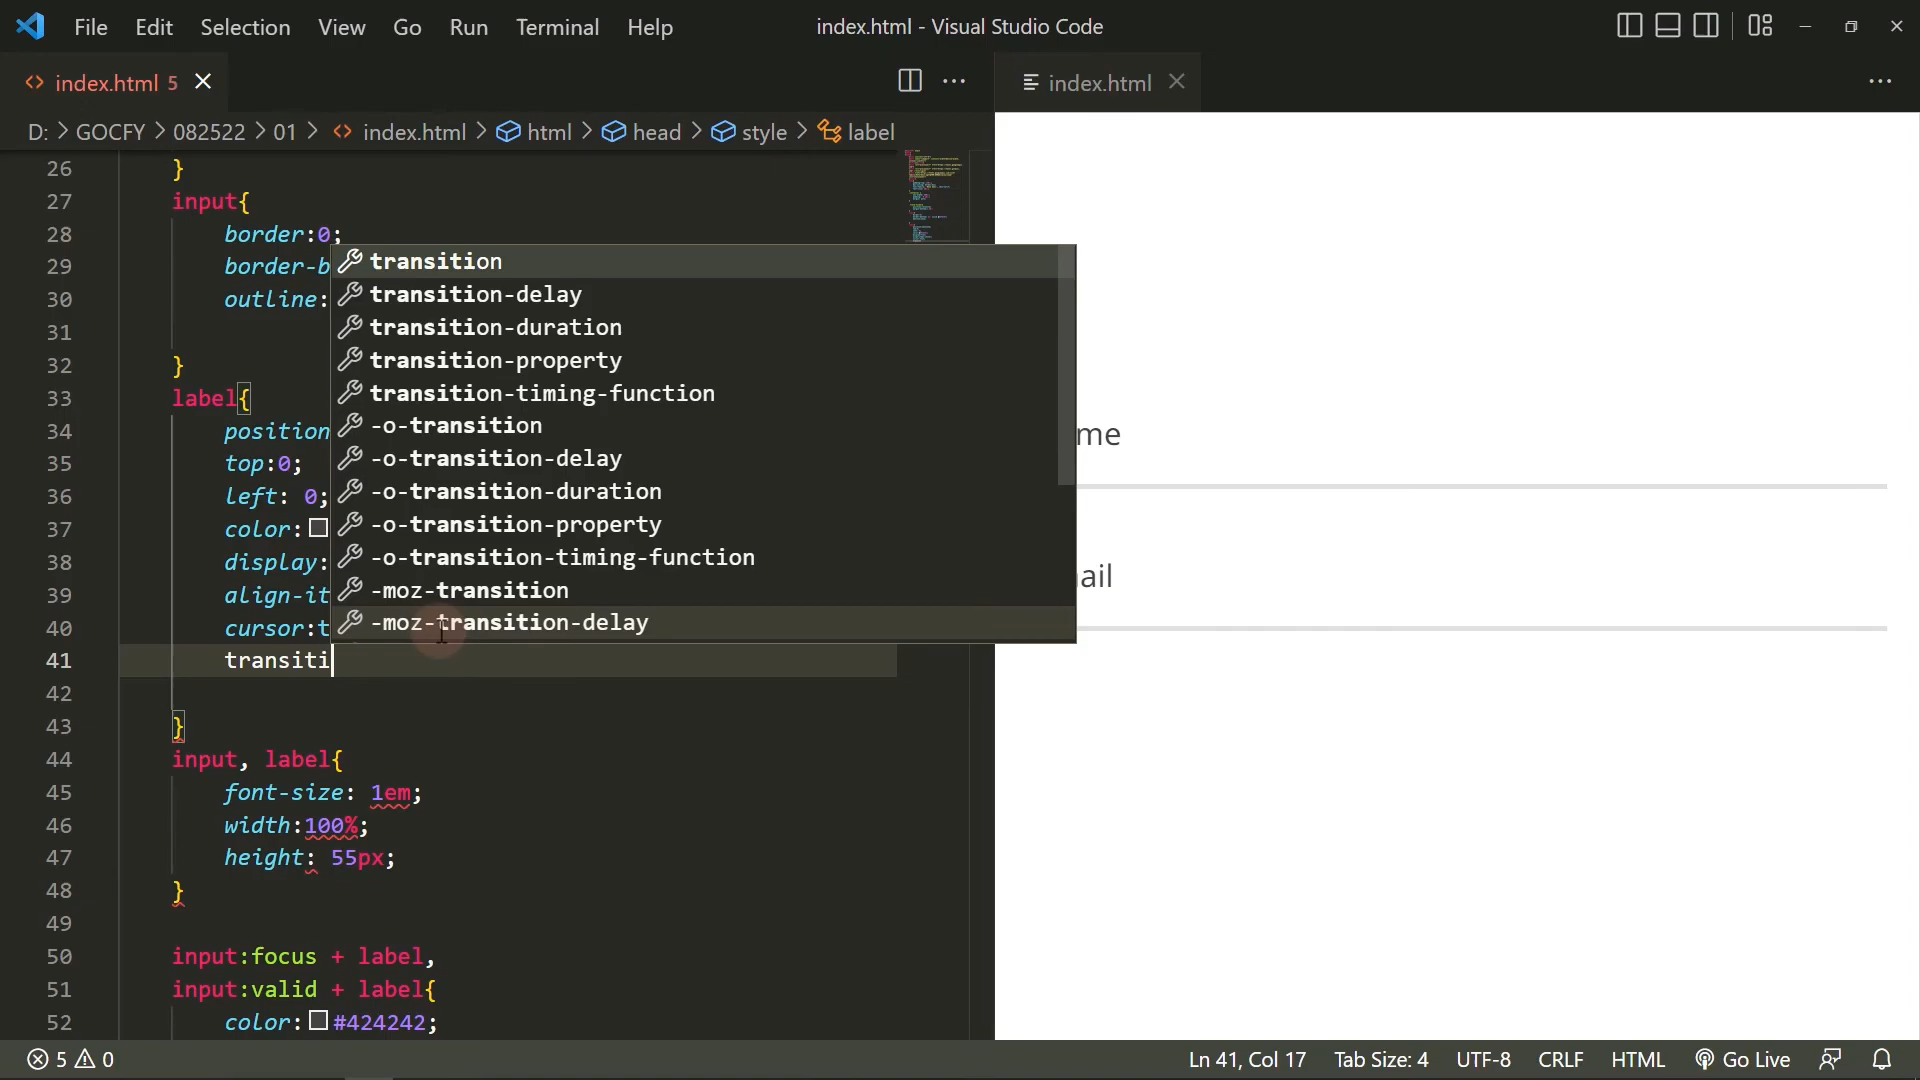 File Edit Selection View Go Run Terminal Help index.html - Visual Studio Code
index.html 5
index.html
D: > GOCFY > 082522 > 01 > index.html > html > head > style > label
26 }
27 input{
28 border:0;
29 border-b
30 outline:
31
32 }
33 label{
34 position
35 top:0;
36 left: 0;
37 color:
38 display:
39 align-it
40 cursor:t
41 transiti
42
43 }
44 input, label{
45 font-size: 1em;
46 width:100%;
47 height: 55px;
48 }
49
50 input:focus + label,
51 input:valid + label{
52 color: #424242;
transition
transition-delay
transition-duration
transition-property
transition-timing-function
-o-transition
-o-transition-delay
-o-transition-duration
-o-transition-property
-o-transition-timing-function
-moz-transition
-moz-transition-delay
me
ail
5 0 Ln 41, Col 17 Tab Size: 4 UTF-8 CRLF HTML Go Live